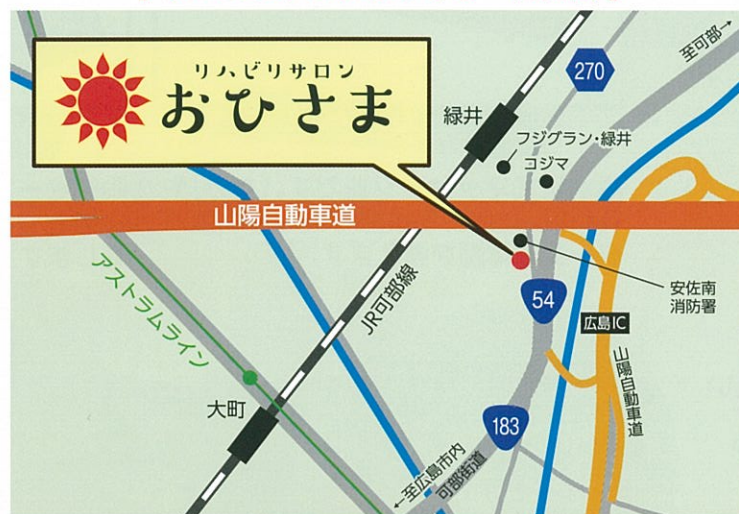 リハビリサロン
おひさま
至可部→
270
緑井
フジグラン・緑井
コジマ
山陽自動車道
アストラムライン
JR可部線
安佐南
消防署
54
広島IC
山陽自動車道
大町
183
←至広島市内
可部街道